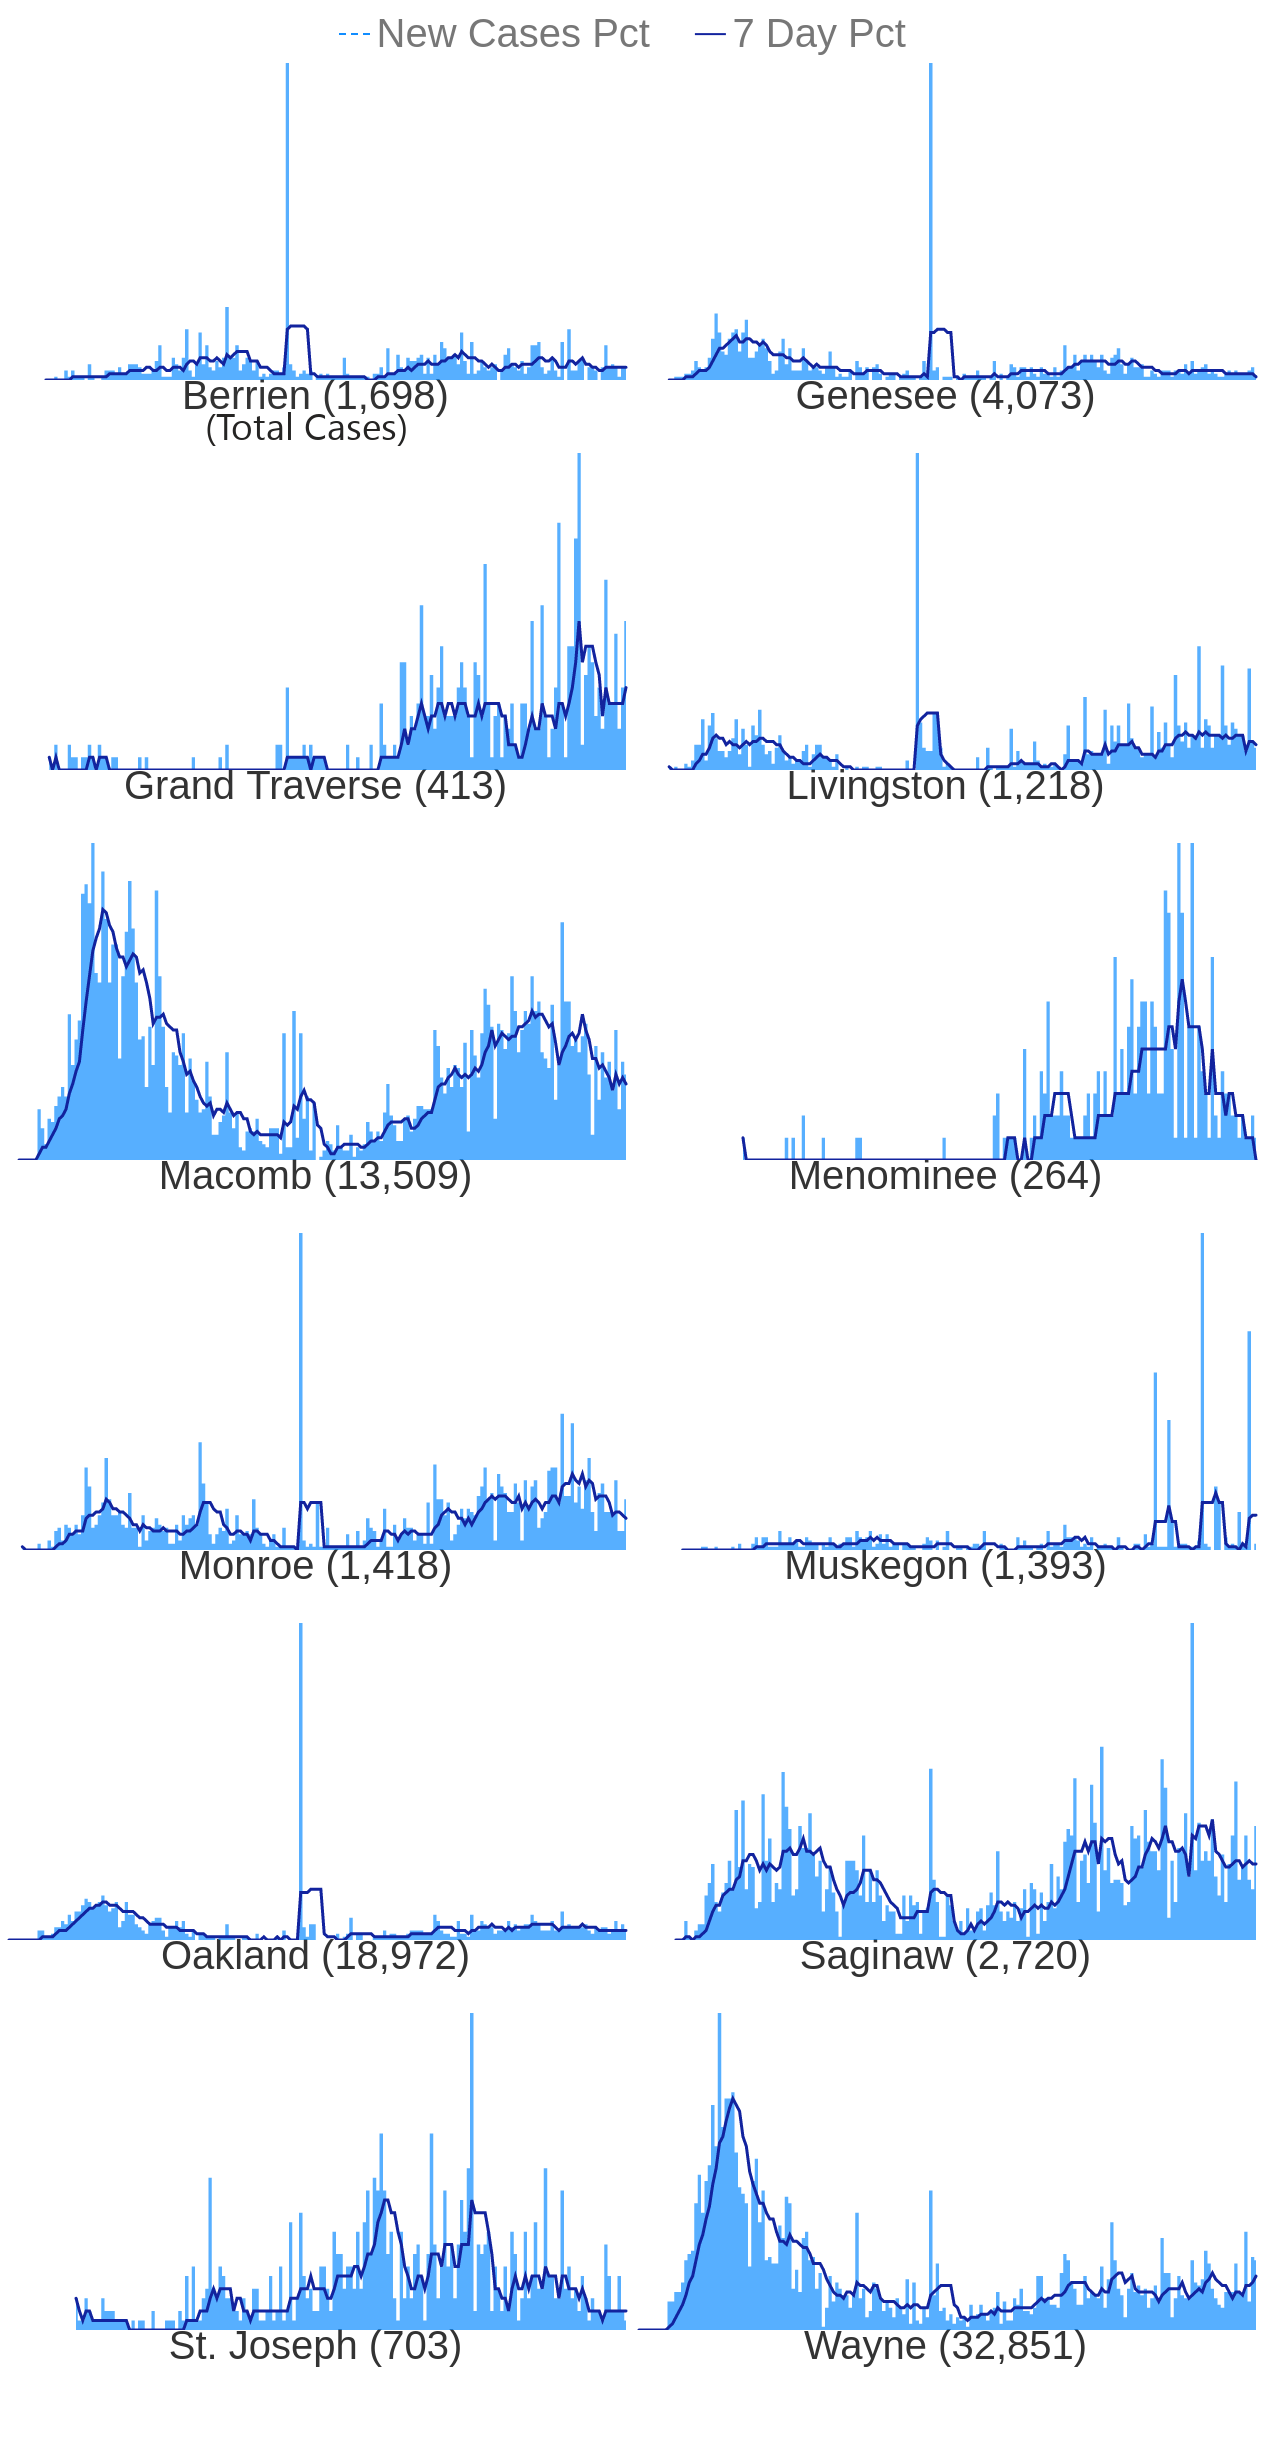 New Cases Pct 7 Day Pct
Berrien (1,698) Genesee (4,073)
(Total Cases)
Grand Traverse (413) Livingston (1,218)
Macomb (13,509) Menominee (264)
Monroe (1,418) Muskegon (1,393)
Oakland (18,972) Saginaw (2,720)
St. Joseph (703) Wayne (32,851)